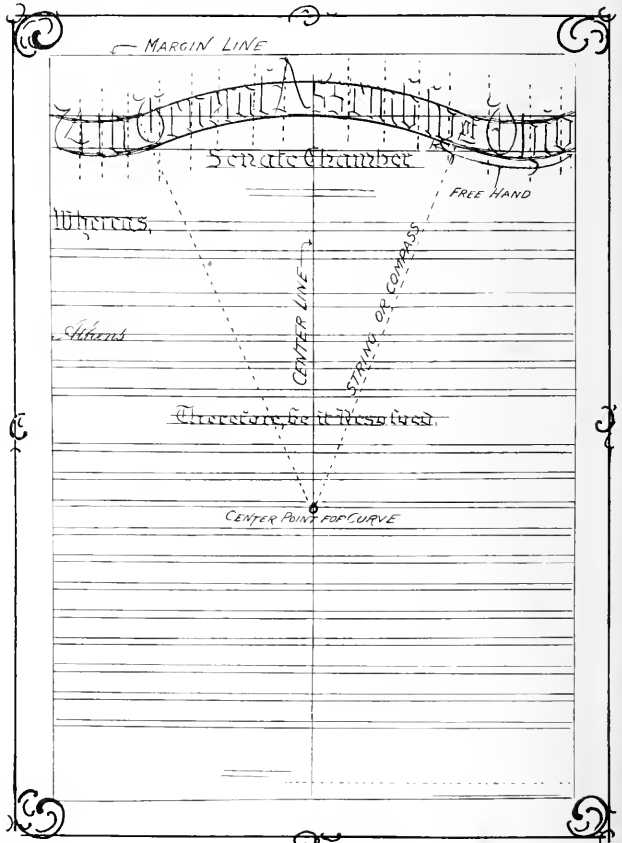 MARGIN LINE
General Assembly of Ohio
Senate Chamber
FREE HAND
Whereas,
CENTER LINE
STRING OR COMPASS
Athens
Therefore, be it Resolved,
CENTER POINT FOR CURVE